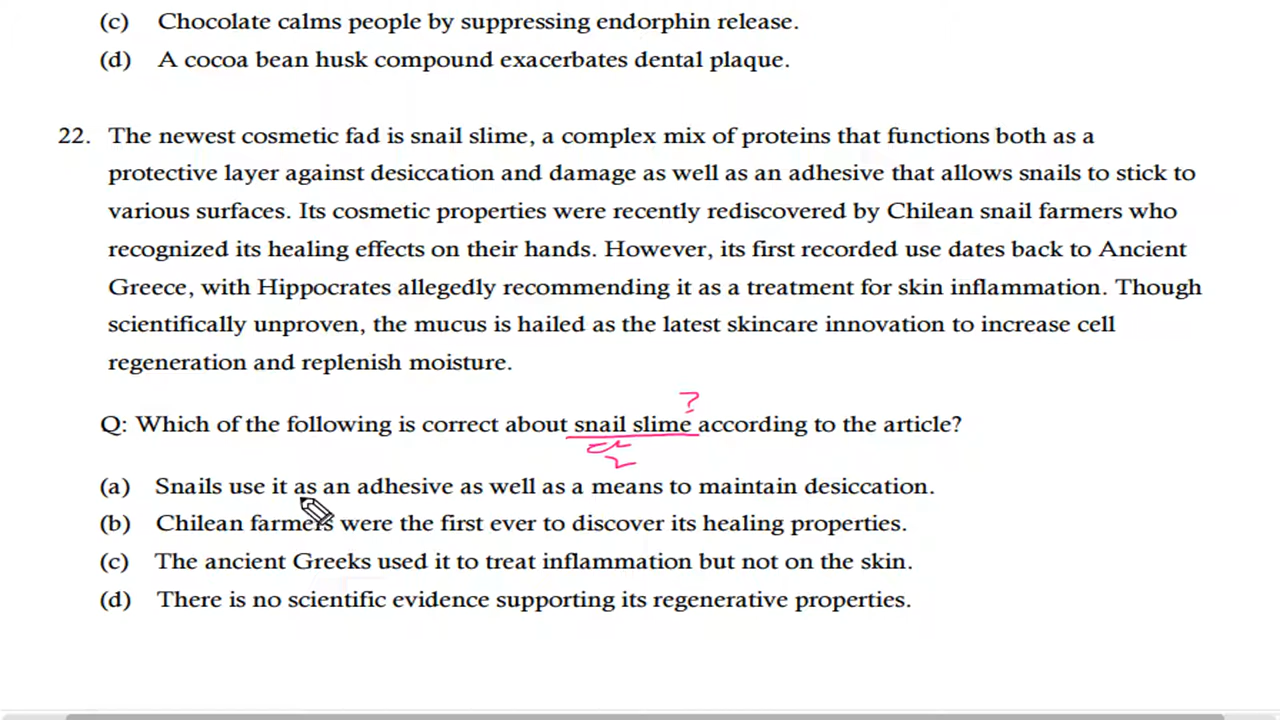 (c) Chocolate calms people by suppressing endorphin release.
(d) A cocoa bean husk compound exacerbates dental plaque.
22. The newest cosmetic fad is snail slime, a complex mix of proteins that functions both as a
protective layer against desiccation and damage as well as an adhesive that allows snails to stick to
various surfaces. Its cosmetic properties were recently rediscovered by Chilean snail farmers who
recognized its healing effects on their hands. However, its first recorded use dates back to Ancient
Greece, with Hippocrates allegedly recommending it as a treatment for skin inflammation. Though
scientifically unproven, the mucus is hailed as the latest skincare innovation to increase cell
regeneration and replenish moisture.
?
Q: Which of the following is correct about snail slime according to the article?
(a) Snails use it as an adhesive as well as a means to maintain desiccation.
(b) Chilean farmers were the first ever to discover its healing properties.
(c) The ancient Greeks used it to treat inflammation but not on the skin.
(d) There is no scientific evidence supporting its regenerative properties.